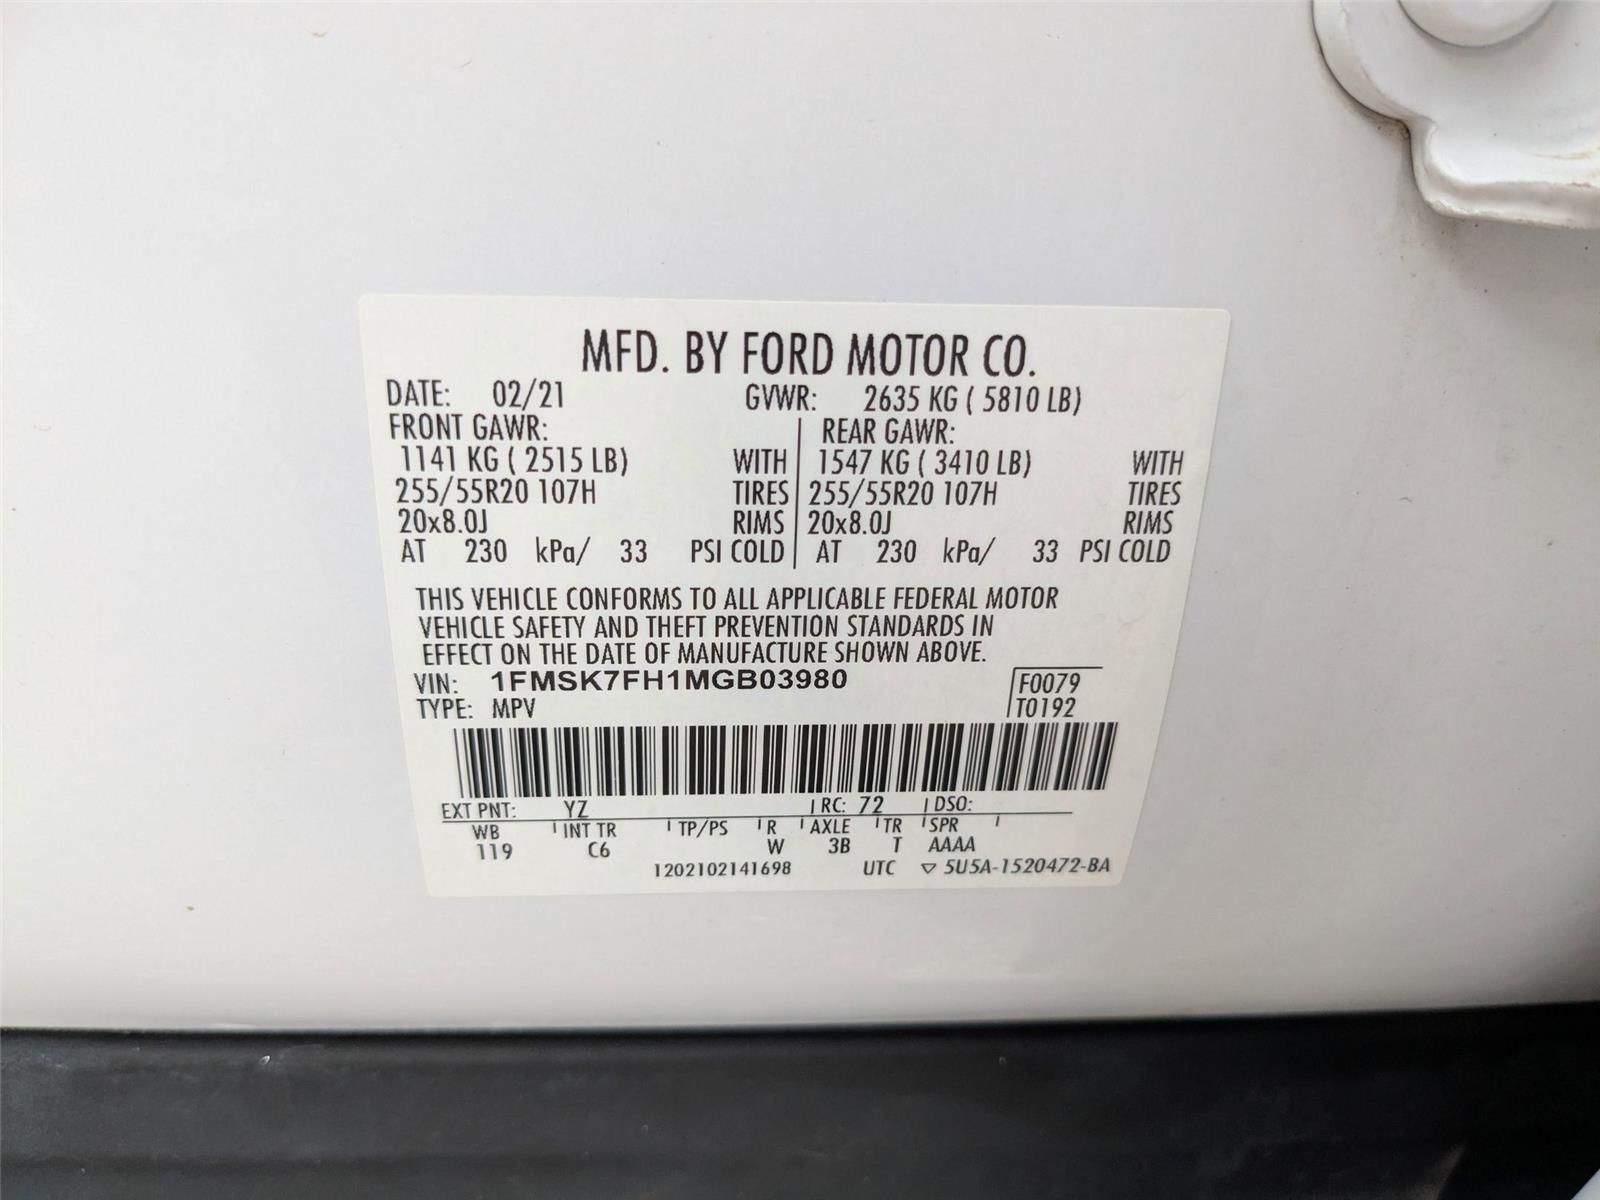 MFD. BY FORD MOTOR CO.
DATE: 02/21 GVWR: 2635 KG ( 5810 LB)
FRONT GAWR: REAR GAWR:
1141 KG ( 2515 LB) WITH 1547 KG ( 3410 LB) WITH
255/55R20 107H TIRES 255/55R20 107H TIRES
20x8.0J RIMS 20x8.0J RIMS
AT 230 kPa/ 33 PSI COLD AT 230 kPa/ 33 PSI COLD
THIS VEHICLE CONFORMS TO ALL APPLICABLE FEDERAL MOTOR
VEHICLE SAFETY AND THEFT PREVENTION STANDARDS IN
EFFECT ON THE DATE OF MANUFACTURE SHOWN ABOVE.
VIN: 1FMSK7FH1MGB03980 F0079
TYPE: MPV T0192
EXT PNT: YZ RC: 72 DSO:
WB INT TR TP/PS R AXLE TR SPR
119 C6 W 3B T AAAA
1202102141698 UTC ▽ 5U5A-1520472-BA